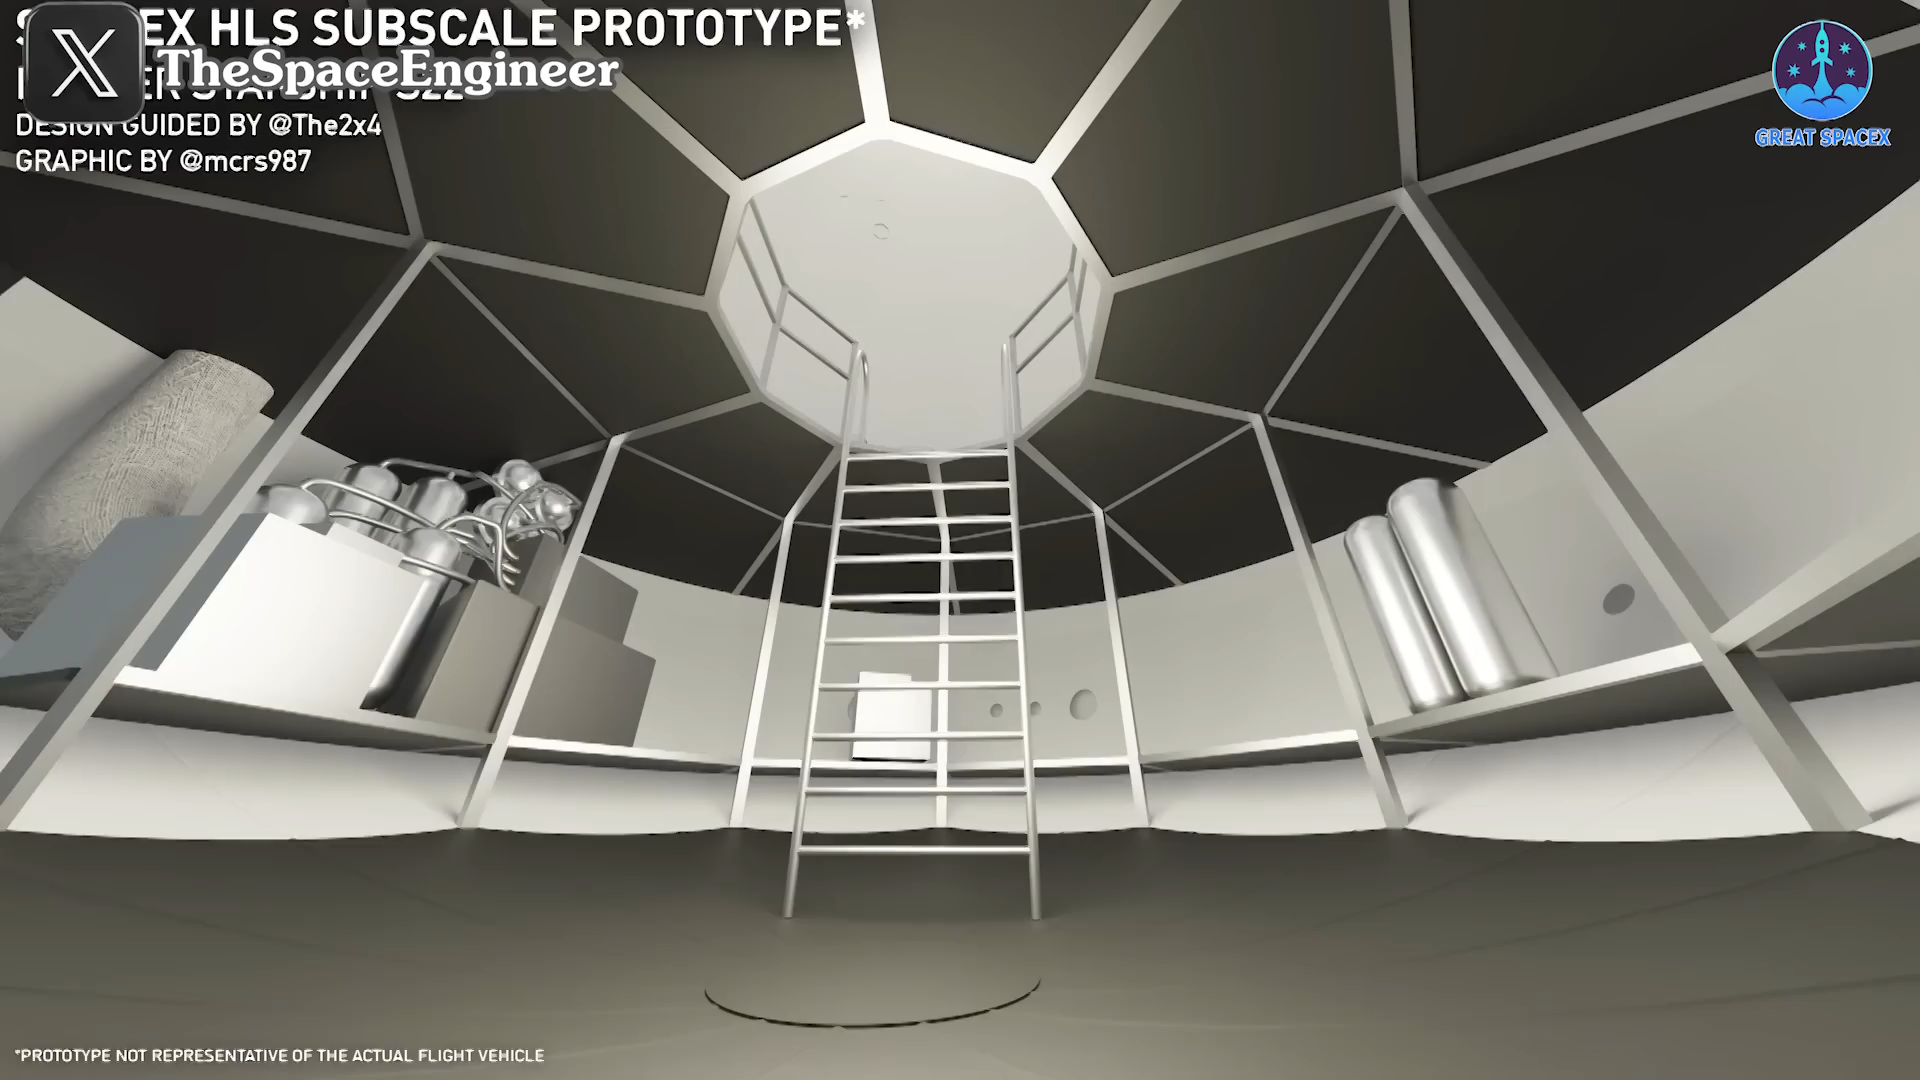 EX HLS SUBSCALE PROTOTYPE*
TheSpaceEngineer
DESIGN GUIDED BY @The2x4
GRAPHIC BY @mcrs987
GREAT SPACEX
*PROTOTYPE NOT REPRESENTATIVE OF THE ACTUAL FLIGHT VEHICLE